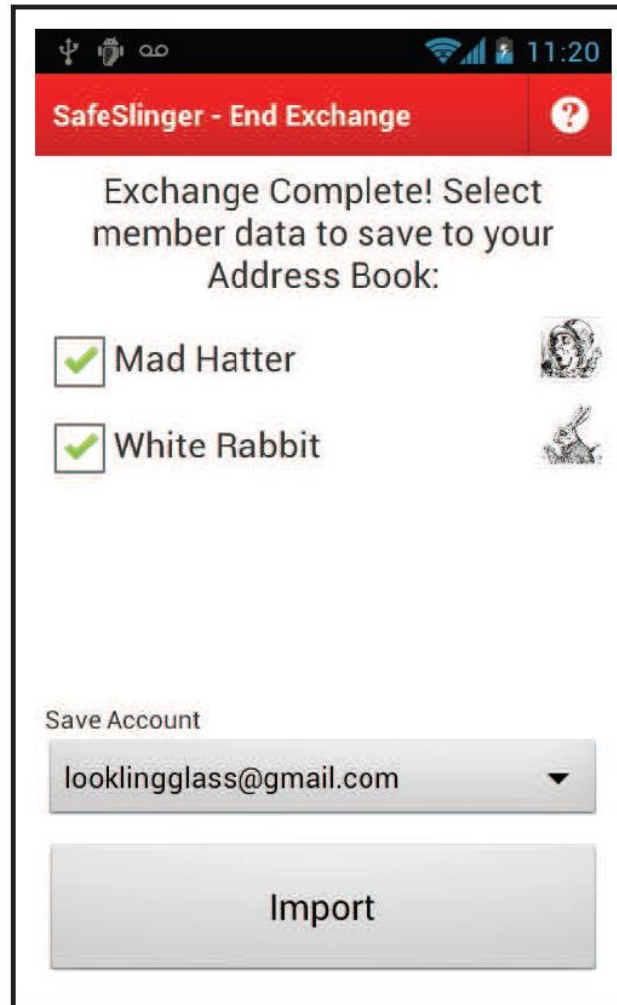 11:20
SafeSlinger - End Exchange ?
Exchange Complete! Select
member data to save to your
Address Book:
Mad Hatter
White Rabbit
Save Account
looklingglass@gmail.com
Import